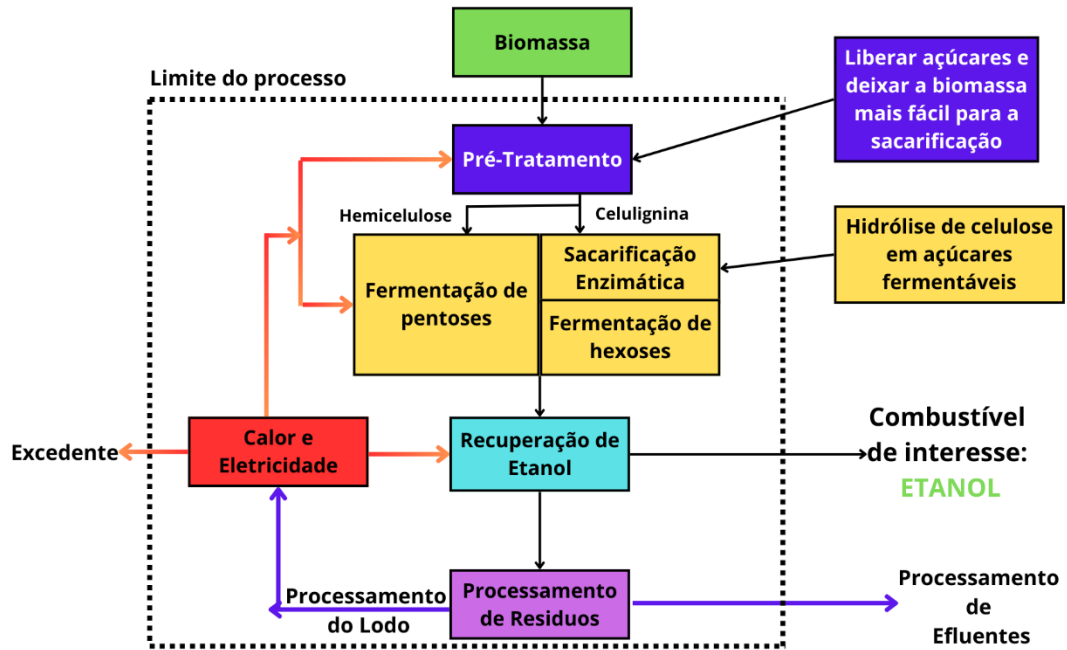 Biomassa
Limite do processo
Liberar açúcares e
deixar a biomassa
mais fácil para a
sacarificação
Pré-Tratamento
Hemicelulose
Celulignina
Fermentação de
pentoses
Sacarificação
Enzimática
Fermentação de
hexoses
Hidrólise de celulose
em açúcares
fermentáveis
Excedente
Calor e
Eletricidade
Recuperação de
Etanol
Combustível
de interesse:
ETANOL
Processamento
do Lodo
Processamento
de Residuos
Processamento
de
Efluentes